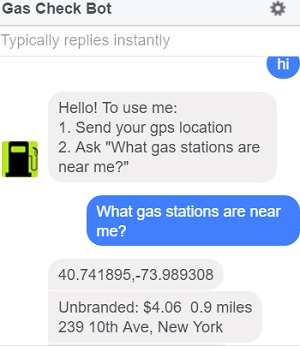 Gas Check Bot
Typically replies instantly
hi
Hello! To use me:
1. Send your gps location
2. Ask "What gas stations are
near me?"
What gas stations are near
me?
40.741895,-73.989308
Unbranded: $4.06 0.9 miles
239 10th Ave, New York